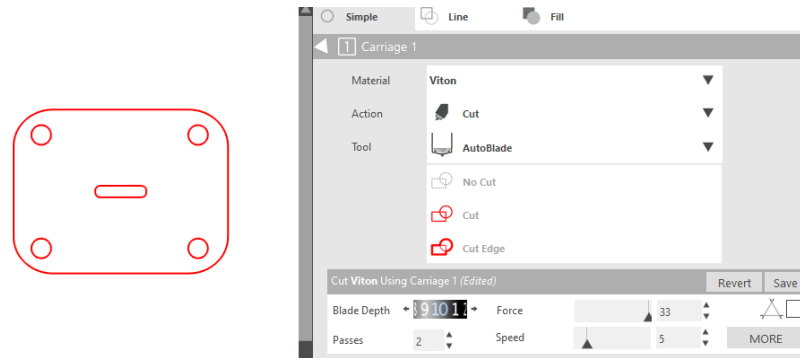 Simple Line Fill
1 Carriage 1
Material Viton
Action Cut
Tool AutoBlade
No Cut
Cut
Cut Edge
Cut Viton Using Carriage 1 (Edited) Revert Save
Blade Depth 9 10 1 Force 33
Passes 2 Speed 5 MORE